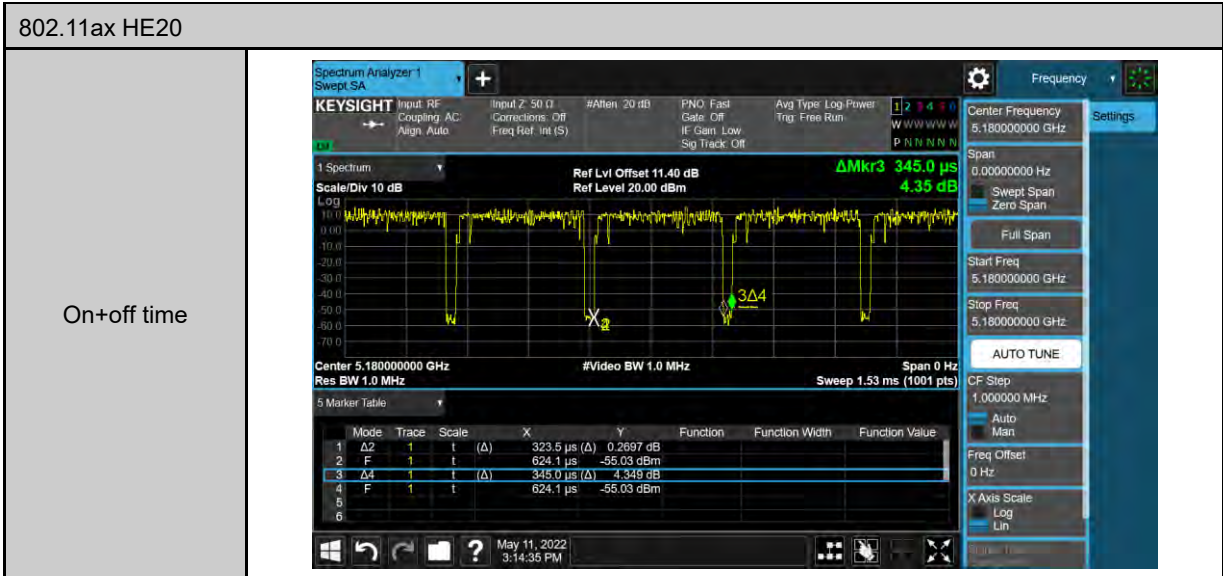 802.11ax HE20
On+off time
Spectrum Analyzer 1
Swept SA
+
Frequency
KEYSIGHT
Input: RF
Coupling: AC
Align: Auto
Input Z: 50 Ω
Corrections: Off
Freq Ref: Int (S)
#Atten: 20 dB
PNO: Fast
Gate: Off
IF Gain: Low
Sig Track: Off
Avg Type: Log-Power
Trig: Free Run
1 2 3 4 5 6
W W W W W W
P N N N N N
1 Spectrum
Scale/Div 10 dB
Ref Lvl Offset 11.40 dB
Ref Level 20.00 dBm
ΔMkr3 345.0 µs
4.35 dB
Log
10.0
0.00
-10.0
-20.0
-30.0
-40.0
-50.0
-60.0
-70.0
3Δ4
Center 5.180000000 GHz
#Video BW 1.0 MHz
Span 0 Hz
Res BW 1.0 MHz
Sweep 1.53 ms (1001 pts)
5 Marker Table
Mode Trace Scale X Y Function Function Width Function Value
1 Δ2 1 t (Δ) 323.5 µs (Δ) 0.2697 dB
2 F 1 t 624.1 µs -55.03 dBm
3 Δ4 1 t (Δ) 345.0 µs (Δ) 4.349 dB
4 F 1 t 624.1 µs -55.03 dBm
5
6
Center Frequency
5.180000000 GHz
Settings
Span
0.00000000 Hz
Swept Span
Zero Span
Full Span
Start Freq
5.180000000 GHz
Stop Freq
5.180000000 GHz
AUTO TUNE
CF Step
1.000000 MHz
Auto
Man
Freq Offset
0 Hz
X Axis Scale
Log
Lin
?
May 11, 2022
3:14:35 PM